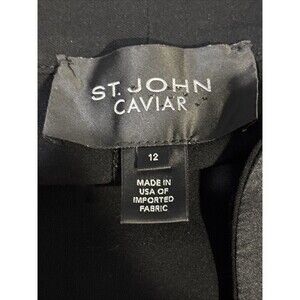 ST. JOHN
CAVIAR
12
MADE IN
USA OF
IMPORTED
FABRIC